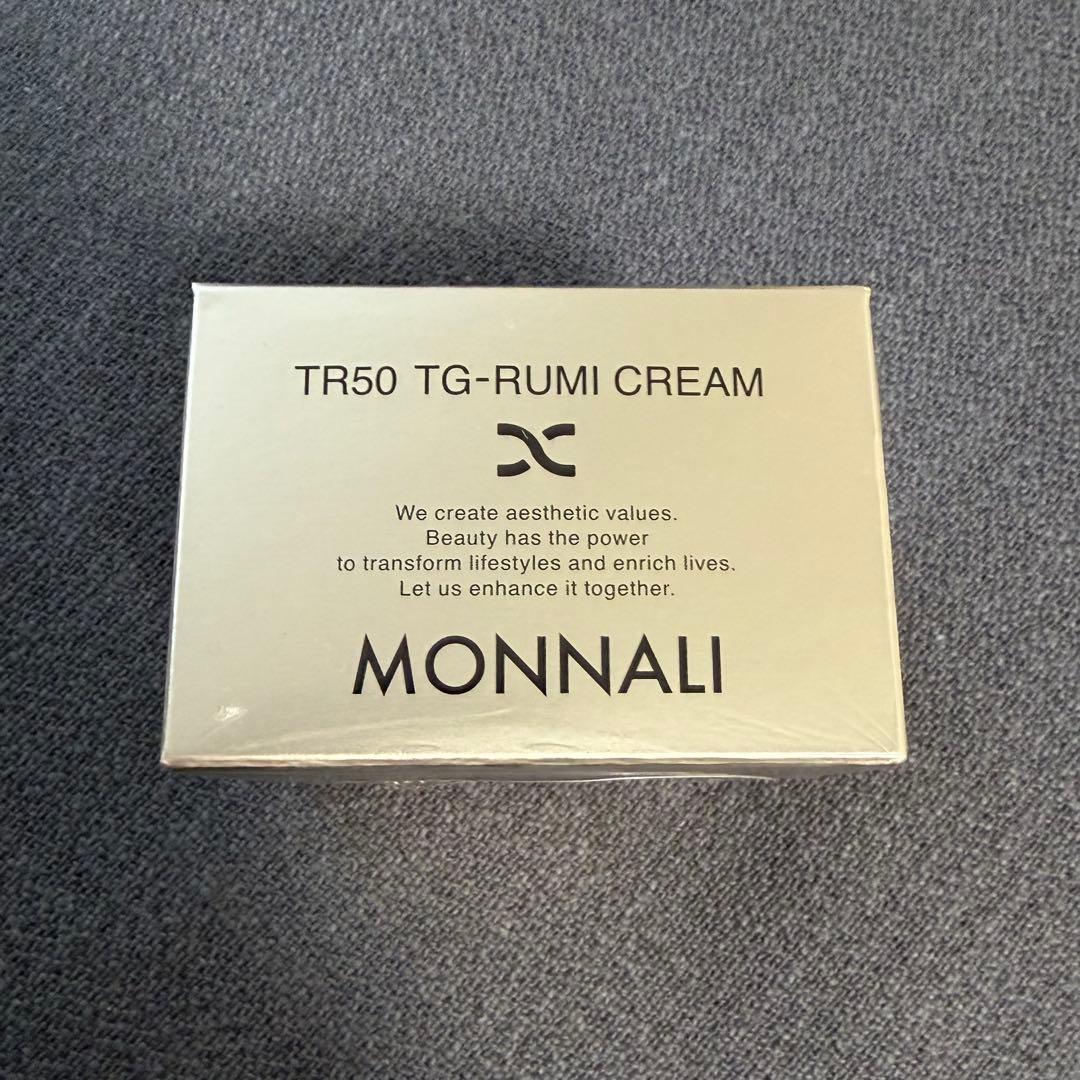 TR50 TG-RUMI CREAM
We create aesthetic values.
Beauty has the power
to transform lifestyles and enrich lives.
Let us enhance it together.
MONNALI